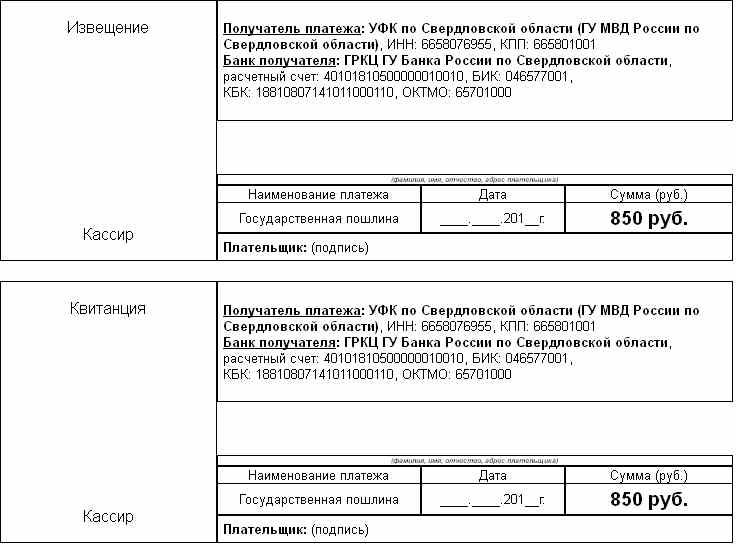 Извещение
Получатель платежа: УФК по Свердловской области (ГУ МВД России по
Свердловской области), ИНН: 6658076955, КПП: 665801001
Банк получателя: ГРКЦ ГУ Банка России по Свердловской области,
расчетный счет: 40101810500000010010, БИК: 046577001,
КБК: 18810807141011000110, ОКТМО: 65701000
(фамилия, имя, отчество, адрес плательщика)
Наименование платежа Дата Сумма (руб.)
Государственная пошлина ____.____.201__г. 850 руб.
Кассир
Плательщик: (подпись)
Квитанция
Получатель платежа: УФК по Свердловской области (ГУ МВД России по
Свердловской области), ИНН: 6658076955, КПП: 665801001
Банк получателя: ГРКЦ ГУ Банка России по Свердловской области,
расчетный счет: 40101810500000010010, БИК: 046577001,
КБК: 18810807141011000110, ОКТМО: 65701000
(фамилия, имя, отчество, адрес плательщика)
Наименование платежа Дата Сумма (руб.)
Государственная пошлина ____.____.201__г. 850 руб.
Кассир
Плательщик: (подпись)